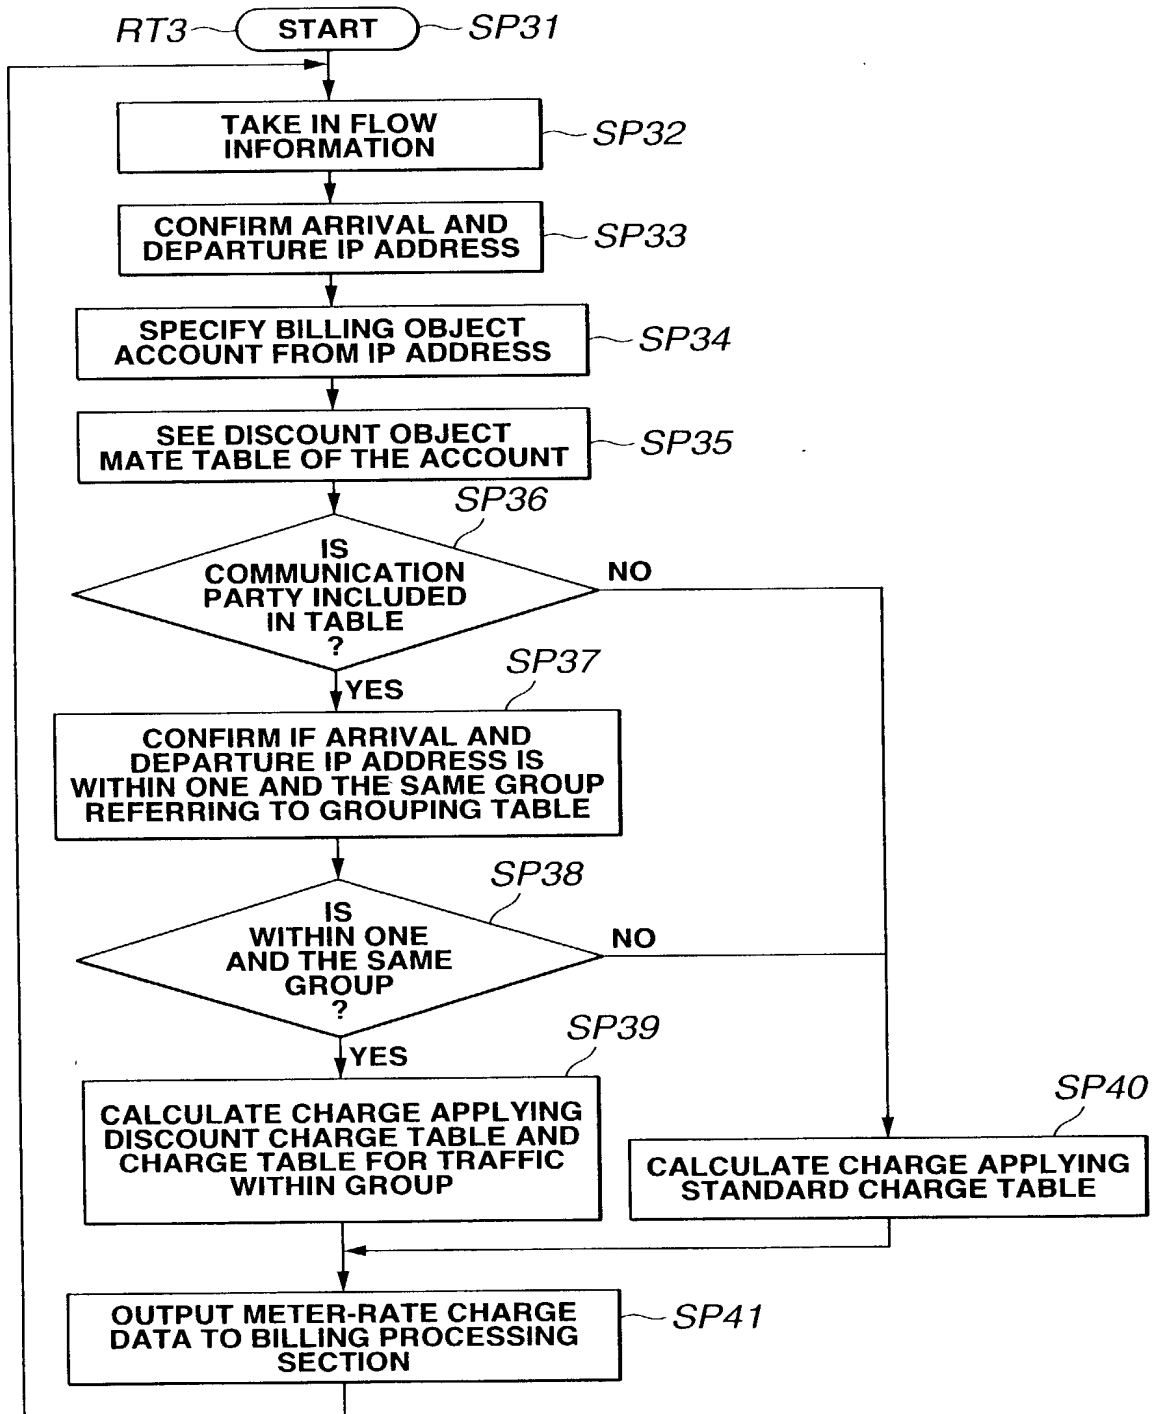 RT3
START
SP31
TAKE IN FLOW
INFORMATION
SP32
CONFIRM ARRIVAL AND
DEPARTURE IP ADDRESS
SP33
SPECIFY BILLING OBJECT
ACCOUNT FROM IP ADDRESS
SP34
SEE DISCOUNT OBJECT
MATE TABLE OF THE ACCOUNT
SP35
SP36
IS
COMMUNICATION
PARTY INCLUDED
IN TABLE
?
NO
YES
SP37
CONFIRM IF ARRIVAL AND
DEPARTURE IP ADDRESS IS
WITHIN ONE AND THE SAME GROUP
REFERRING TO GROUPING TABLE
SP38
IS
WITHIN ONE
AND THE SAME
GROUP
?
NO
YES
SP39
CALCULATE CHARGE APPLYING
DISCOUNT CHARGE TABLE AND
CHARGE TABLE FOR TRAFFIC
WITHIN GROUP
SP40
CALCULATE CHARGE APPLYING
STANDARD CHARGE TABLE
OUTPUT METER-RATE CHARGE
DATA TO BILLING PROCESSING
SECTION
SP41